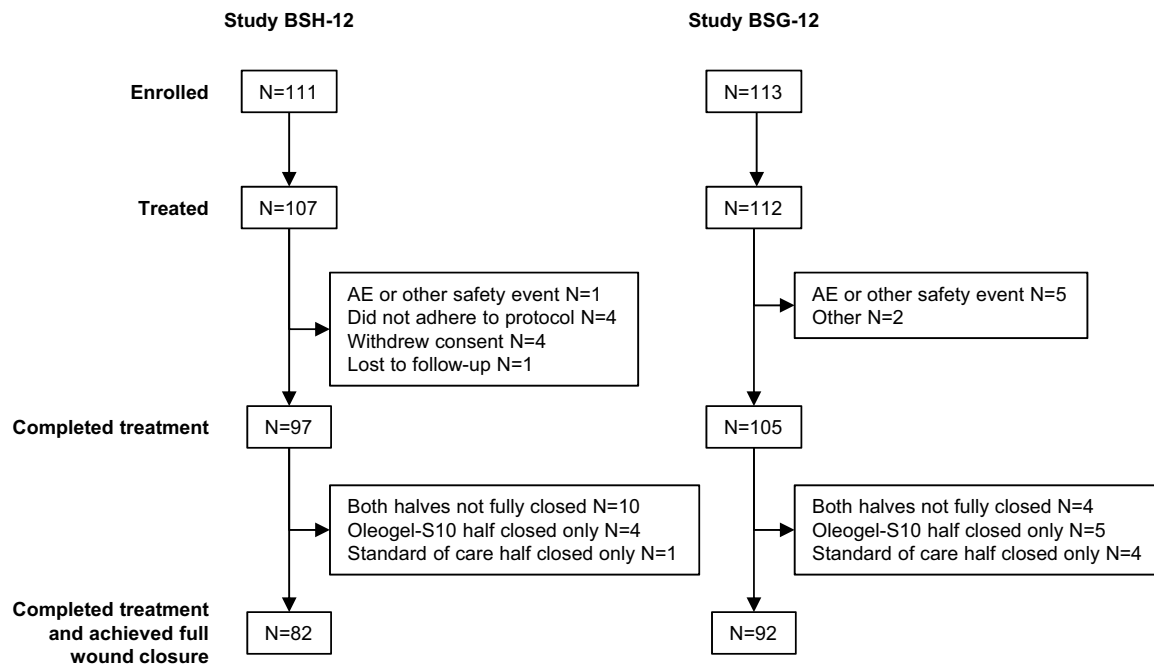 Study BSH-12
Study BSG-12
Enrolled
N=111
N=113
Treated
N=107
N=112
AE or other safety event N=1
Did not adhere to protocol N=4
Withdrew consent N=4
Lost to follow-up N=1
AE or other safety event N=5
Other N=2
Completed treatment
N=97
N=105
Both halves not fully closed N=10
Oleogel-S10 half closed only N=4
Standard of care half closed only N=1
Both halves not fully closed N=4
Oleogel-S10 half closed only N=5
Standard of care half closed only N=4
Completed treatment
and achieved full
wound closure
N=82
N=92